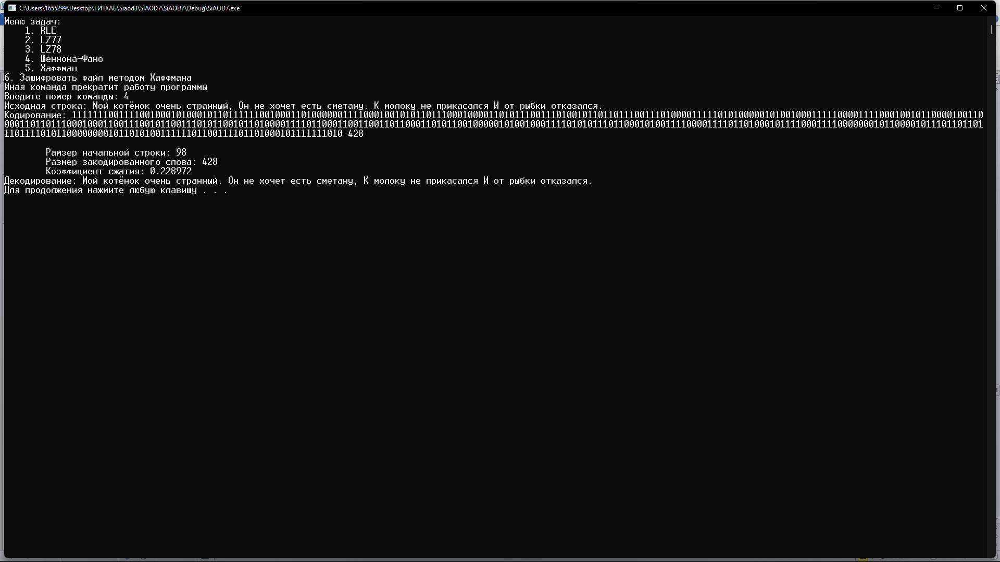 C:\Users\1655299\Desktop\ГИТХАБ\Siaod3\SiAOD7\SiAOD7\Debug\SiAOD7.exe
Меню задач:
1. RLE
2. LZ77
3. LZ78
4. Шеннона-Фано
5. Хаффман
6. Зашифровать файл методом Хаффмана
Иная команда прекратит работу программы
Введите номер команды: 4
Исходная строка: Мой котёнок очень странный, Он не хочет есть сметану, К молоку не прикасался И от рыбки отказался.
Кодирование:
428
Рамзер начальной строки: 98
Размер закодированного слова: 428
Коэффициент сжатия: 0.228972
Декодирование: Мой котёнок очень странный, Он не хочет есть сметану, К молоку не прикасался И от рыбки отказался.
Для продолжения нажмите любую клавишу . . .